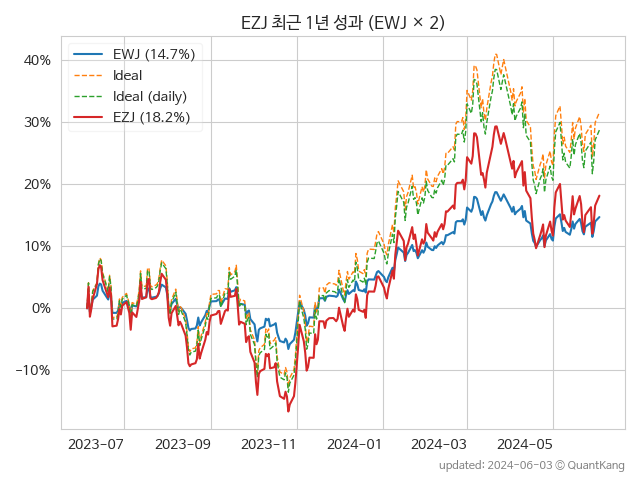 EZJ 최근 1년 성과 (EWJ × 2)
EWJ (14.7%)
Ideal
Ideal (daily)
EZJ (18.2%)
40%
30%
20%
10%
0%
−10%
2023-07
2023-09
2023-11
2024-01
2024-03
2024-05
updated: 2024-06-03 © QuantKang